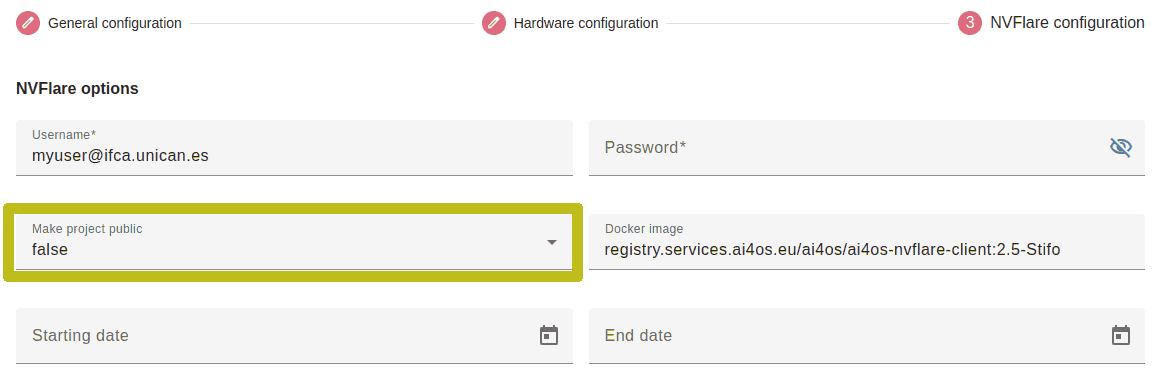 General configuration
Hardware configuration
3 NVFlare configuration
NVFlare options
Username*
myuser@ifca.unican.es
Password*
Make project public
false
Docker image
registry.services.ai4os.eu/ai4os/ai4os-nvflare-client:2.5-Stifo
Starting date
End date